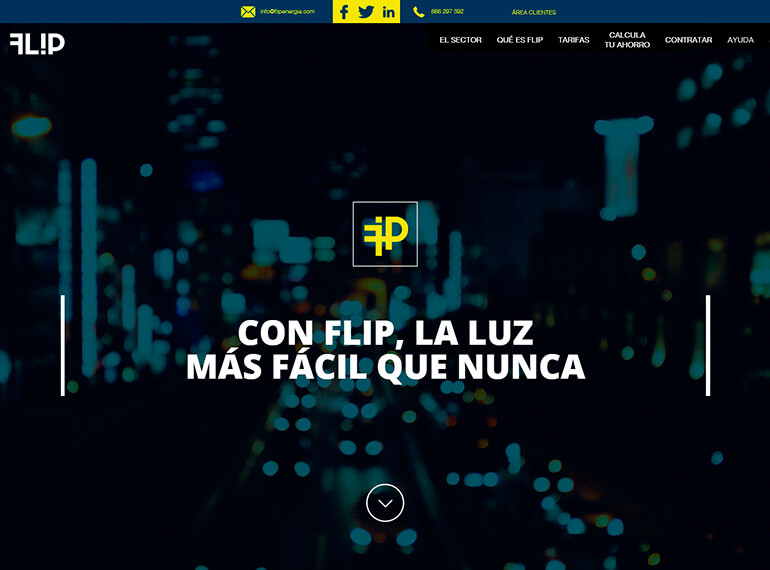 info@flipenergia.com
666 297 392
ÁREA CLIENTES
FL!P
EL SECTOR
QUÉ ES FLIP
TARIFAS
CALCULA
TU AHORRO
CONTRATAR
AYUDA
CON FLIP, LA LUZ
MÁS FÁCIL QUE NUNCA